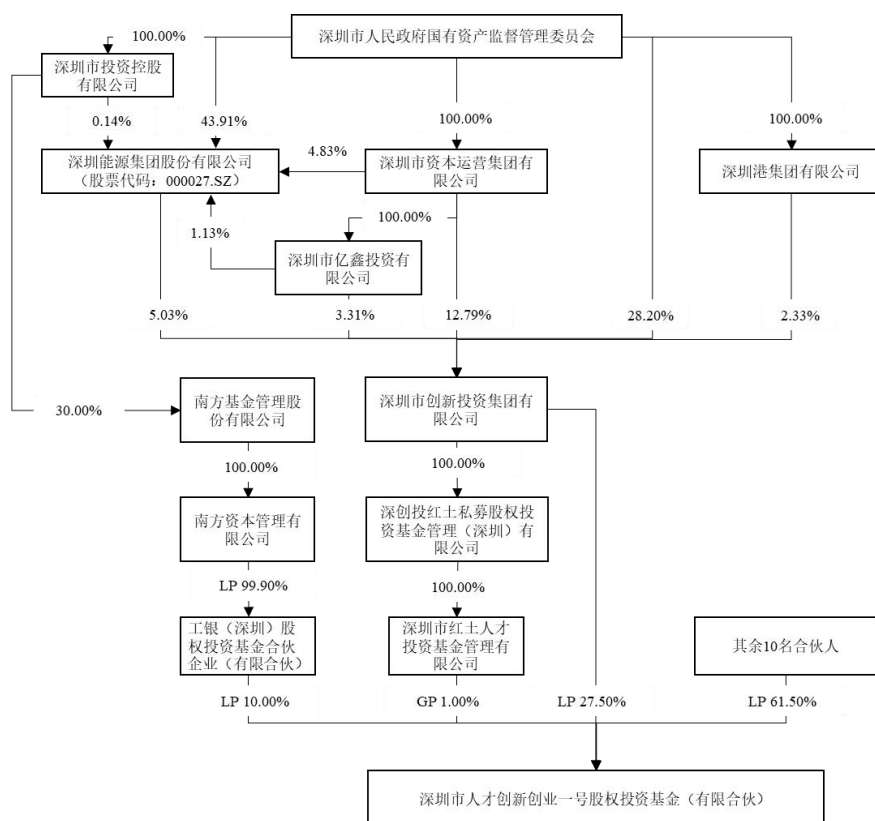 深圳市人民政府国有资产监督管理委员会
100.00%
深圳市投资控股
有限公司
0.14%
43.91%
100.00%
100.00%
深圳能源集团股份有限公司
（股票代码：000027.SZ）
4.83%
深圳市资本运营集团有
限公司
深圳港集团有限公司
100.00%
1.13%
深圳市亿鑫投资有
限公司
5.03%
3.31%
12.79%
28.20%
2.33%
30.00%
南方基金管理股
份有限公司
深圳市创新投资集团有
限公司
100.00%
100.00%
南方资本管理有
限公司
深创投红土私募股权投
资基金管理（深圳）有
限公司
LP 99.90%
100.00%
工银（深圳）股
权投资基金合伙
企业（有限合伙）
深圳市红土人才
投资基金管理有
限公司
其余10名合伙人
LP 10.00%
GP 1.00%
LP 27.50%
LP 61.50%
深圳市人才创新创业一号股权投资基金（有限合伙）